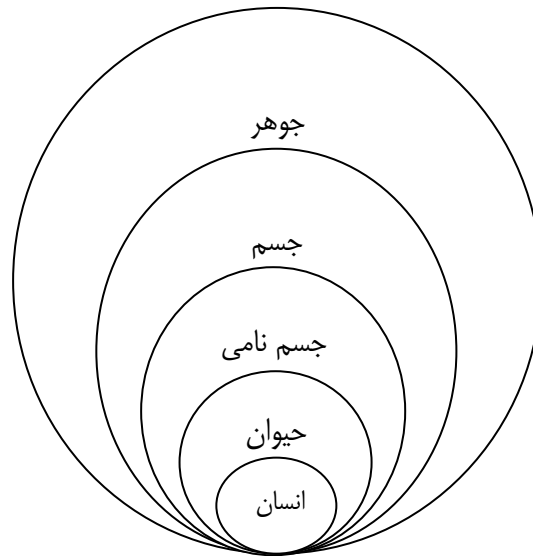 جوهر
جسم
جسم نامی
حیوان
انسان